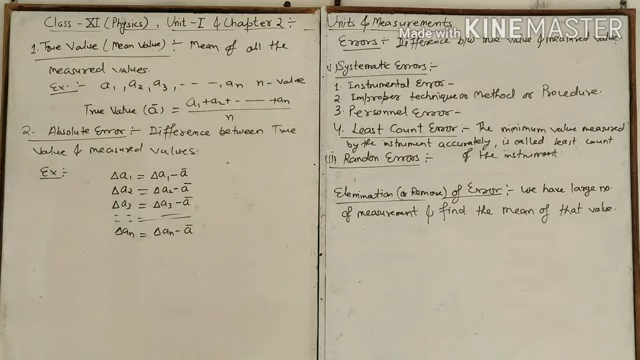 Class-XI (Physics), Unit-I & Chapter 2:-
1. True Value (Mean Value):- Mean of all the
measured values.
Ex:- a1, a2, a3, - - - -, an n-value
True Value (ā) = a1+a2+ - - - - - +an / n
2. Absolute Error:- Difference between True
Value & measured values.
Ex:- Δa1 = Δa1-ā
Δa2 = Δa2-ā
Δa3 = Δa3-ā
Δan = Δan-ā
Units & Measurements
Made with KINEMASTER
Errors:- Difference b/w true value & measured value
(i) Systematic Errors:-
1. Instrumental Error-
2. Improper technique or Method or Procedure.
3. Personnel Error-
4. Least Count Error:- The minimum value measured
by the instrument accurately, is called least count
of the instrument.
(ii) Random Errors:-
Elemination (or Remove) of Error:- We have large no.
of measurement & find the mean of that value.